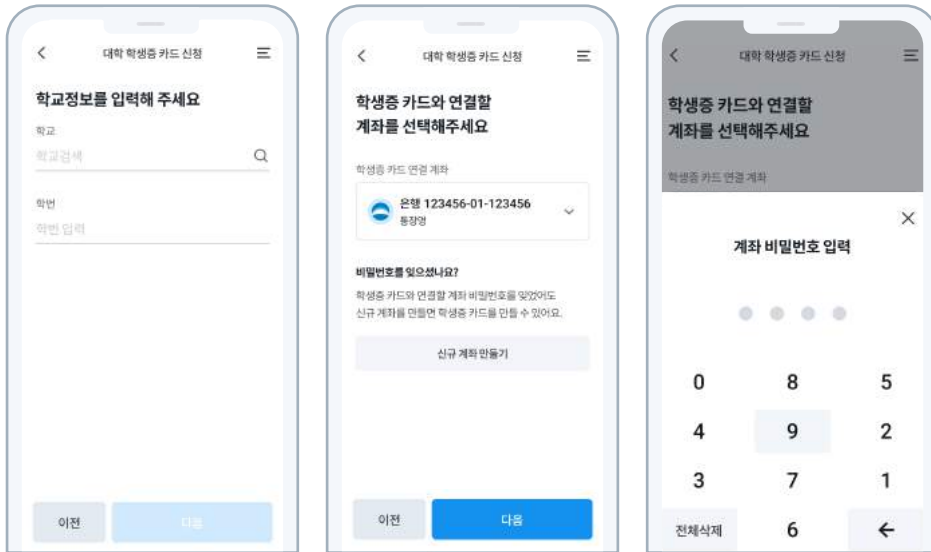 대학 학생증 카드 신청
학교정보를 입력해 주세요
학교
학교검색
학번
학번 입력
이전
다음
대학 학생증 카드 신청
학생증 카드와 연결할
계좌를 선택해주세요
학생증 카드 연결 계좌
은행 123456-01-123456
통장명
비밀번호를 잊으셨나요?
학생증 카드와 연결할 계좌 비밀번호를 잊었어도
신규 계좌를 만들면 학생증 카드를 만들 수 있어요.
신규 계좌 만들기
이전
다음
대학 학생증 카드 신청
학생증 카드와 연결할
계좌를 선택해주세요
학생증 카드 연결 계좌
계좌 비밀번호 입력
0 8 5
4 9 2
3 7 1
전체삭제 6